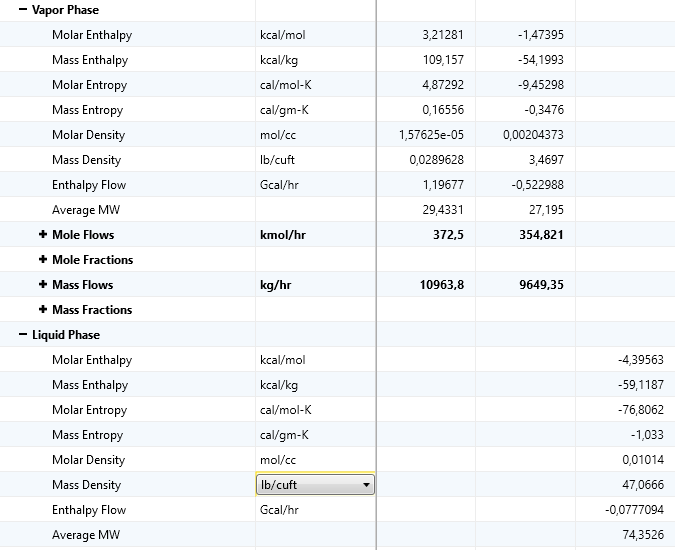 Vapor Phase
Molar Enthalpy kcal/mol 3,21281 -1,47395
Mass Enthalpy kcal/kg 109,157 -54,1993
Molar Entropy cal/mol-K 4,87292 -9,45298
Mass Entropy cal/gm-K 0,16556 -0,3476
Molar Density mol/cc 1,57625e-05 0,00204373
Mass Density lb/cuft 0,0289628 3,4697
Enthalpy Flow Gcal/hr 1,19677 -0,522988
Average MW 29,4331 27,195
Mole Flows kmol/hr 372,5 354,821
Mole Fractions
Mass Flows kg/hr 10963,8 9649,35
Mass Fractions
Liquid Phase
Molar Enthalpy kcal/mol -4,39563
Mass Enthalpy kcal/kg -59,1187
Molar Entropy cal/mol-K -76,8062
Mass Entropy cal/gm-K -1,033
Molar Density mol/cc 0,01014
Mass Density lb/cuft 47,0666
Enthalpy Flow Gcal/hr -0,0777094
Average MW 74,3526